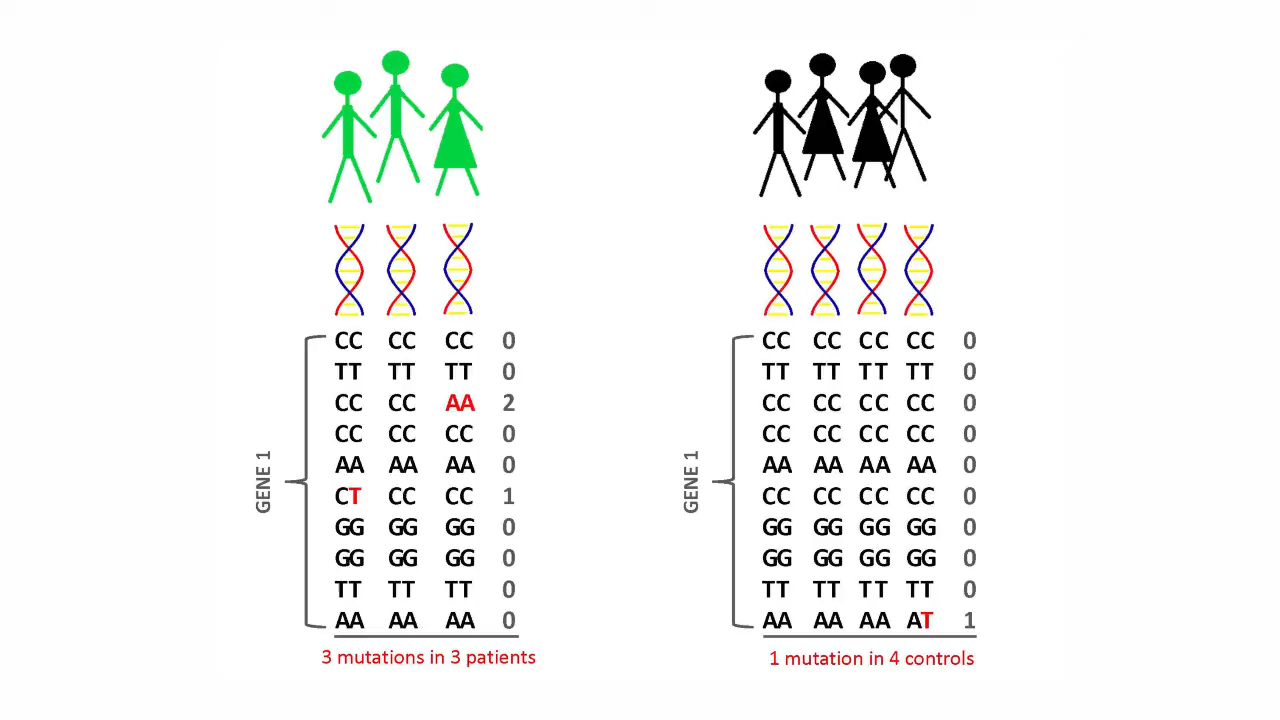 GENE 1
CC CC CC 0
TT TT TT 0
CC CC AA 2
CC CC CC 0
AA AA AA 0
CT CC CC 1
GG GG GG 0
GG GG GG 0
TT TT TT 0
AA AA AA 0
3 mutations in 3 patients
GENE 1
CC CC CC CC 0
TT TT TT TT 0
CC CC CC CC 0
CC CC CC CC 0
AA AA AA AA 0
CC CC CC CC 0
GG GG GG GG 0
GG GG GG GG 0
TT TT TT TT 0
AA AA AA AT 1
1 mutation in 4 controls